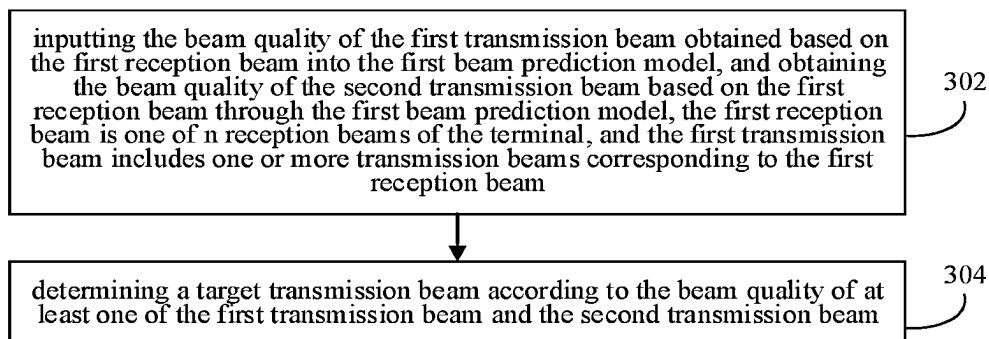 inputting the beam quality of the first transmission beam obtained based on
the first reception beam into the first beam prediction model, and obtaining
the beam quality of the second transmission beam based on the first
reception beam through the first beam prediction model, the first reception
beam is one of n reception beams of the terminal, and the first transmission
beam includes one or more transmission beams corresponding to the first
reception beam
302
determining a target transmission beam according to the beam quality of at
least one of the first transmission beam and the second transmission beam
304